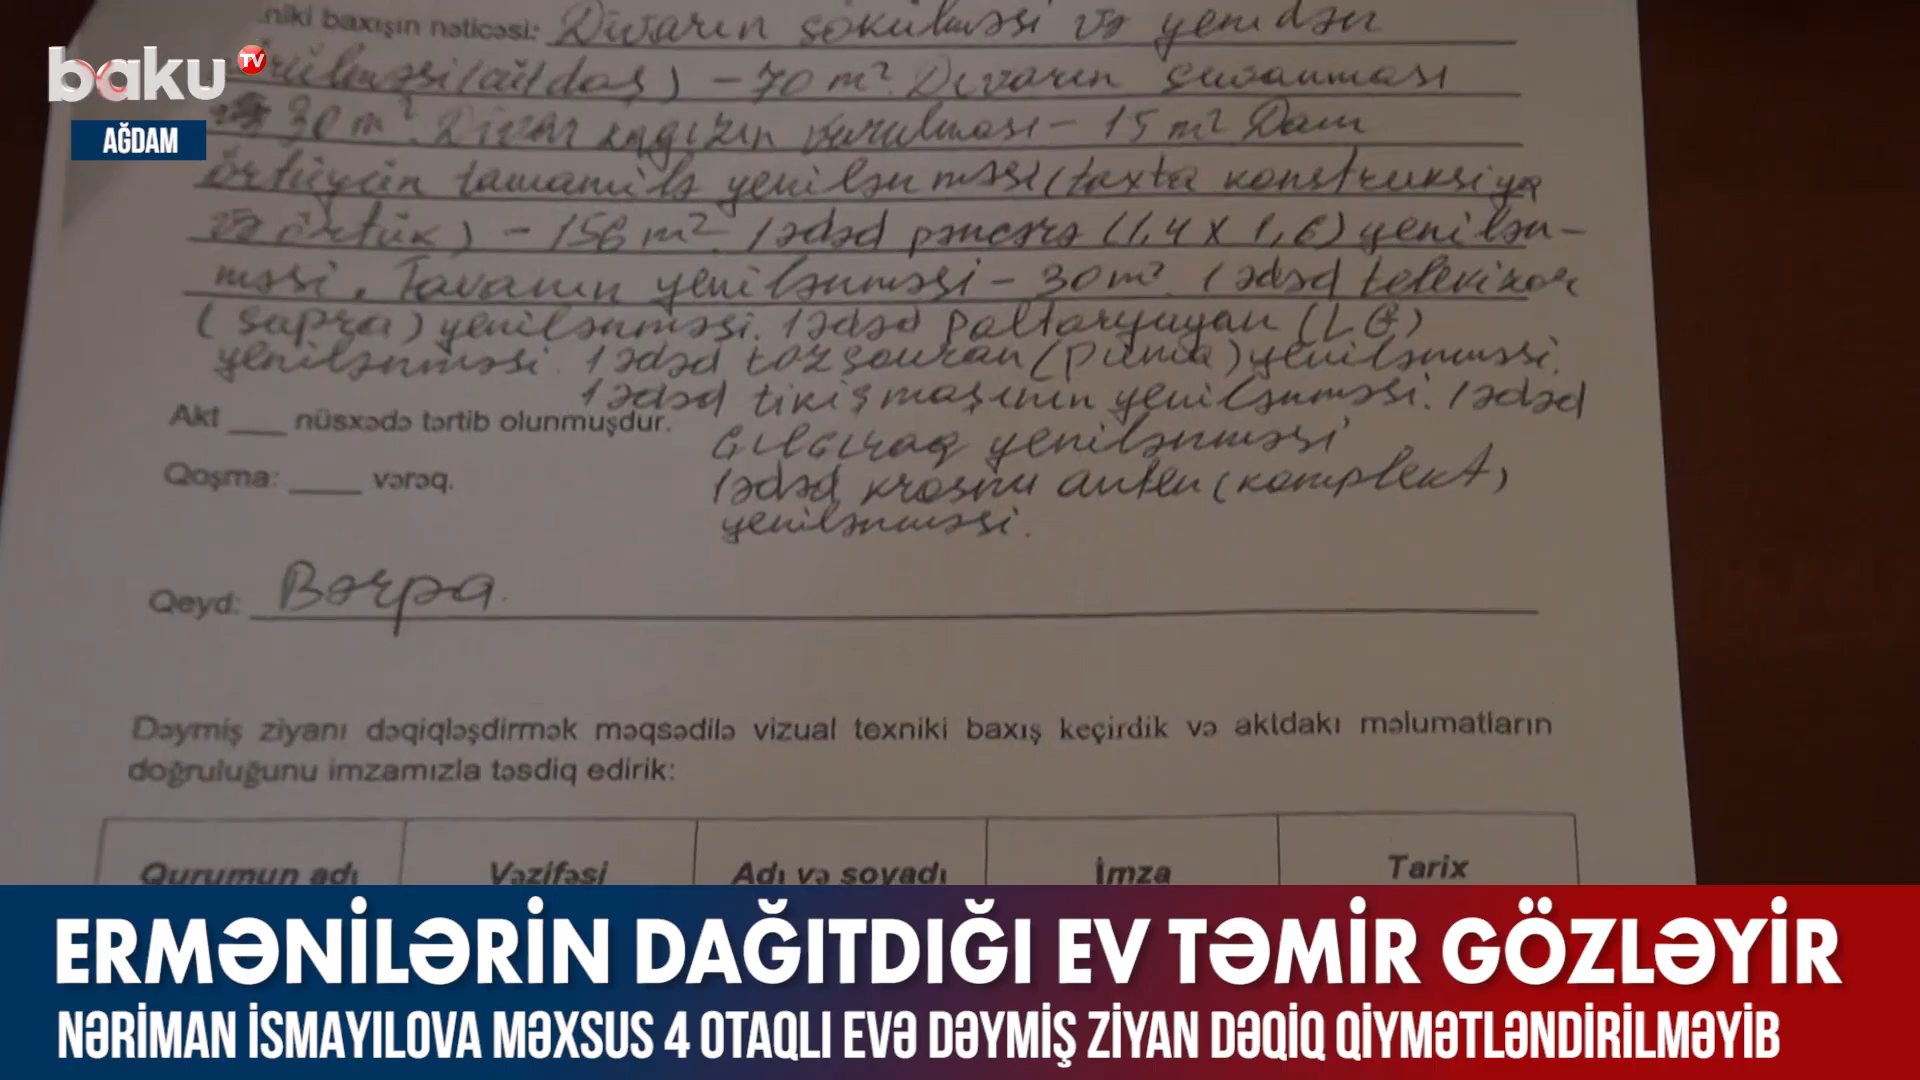 niki baxışın nəticəsi: Divarın sökülməsi və yenidən
hörülməsi (ağ daş) – 70 m². Divarın suvanması
30 m². Divar kağızın vurulması – 15 m² Dam
örtüyün tamamilə yenilənməsi (taxta konstruksiya
və örtük) – 156 m². 1 ədəd pəncərə (1,4 x 1,6) yenilən-
məsi. Tavanın yenilənməsi – 30 m². 1 ədəd televizor
(Supra) yenilənməsi. 1 ədəd paltaryuyan (LG)
yenilənməsi. 1 ədəd tozsoran (Puma) yenilənməsi.
1 ədəd tikiş maşının yenilənməsi. 1 ədəd
Akt ___ nüsxədə tərtib olunmuşdur.
çılçıraq yenilənməsi
Qoşma: ___ vərəq.
1 ədəd krosnu anten (komplekt)
yenilənməsi.
Qeyd: Bərpa
Dəymiş ziyanı dəqiqləşdirmək məqsədilə vizual texniki baxış keçirdik və aktdakı məlumatların
doğruluğunu imzamızla təsdiq edirik:
Qurumun adı Vəzifəsi Adı və soyadı İmza Tarix
baku TV
AĞDAM
ERMƏNİLƏRİN DAĞITDIĞI EV TƏMİR GÖZLƏYİR
NƏRİMAN İSMAYILOVA MƏXSUS 4 OTAQLI EVƏ DƏYMİŞ ZİYAN DƏQİQ QİYMƏTLƏNDİRİLMƏYİB